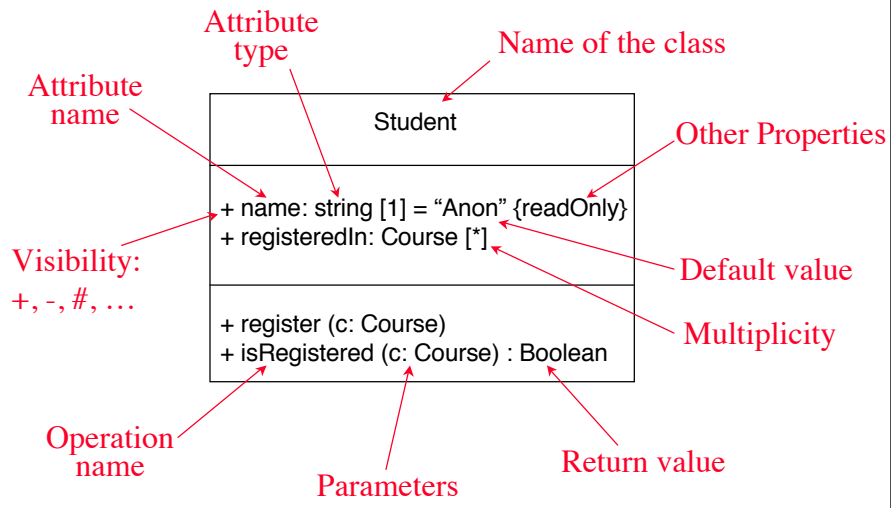 Attribute
type
Name of the class
Attribute
name
Student
Other Properties
+ name: string [1] = “Anon” {readOnly}
+ registeredIn: Course [*]
Visibility:
+, -, #, …
Default value
+ register (c: Course)
Multiplicity
+ isRegistered (c: Course) : Boolean
Operation
name
Parameters
Return value